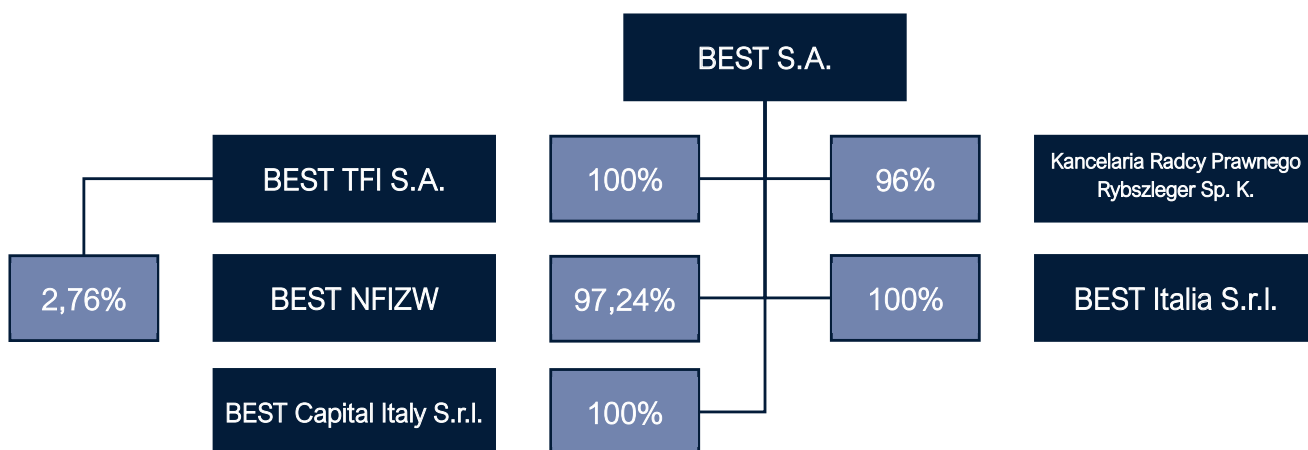 BEST S.A.
BEST TFI S.A.
100%
96%
Kancelaria Radcy Prawnego
Rybszleger Sp. K.
2,76%
BEST NFIZW
97,24%
100%
BEST Italia S.r.l.
BEST Capital Italy S.r.l.
100%